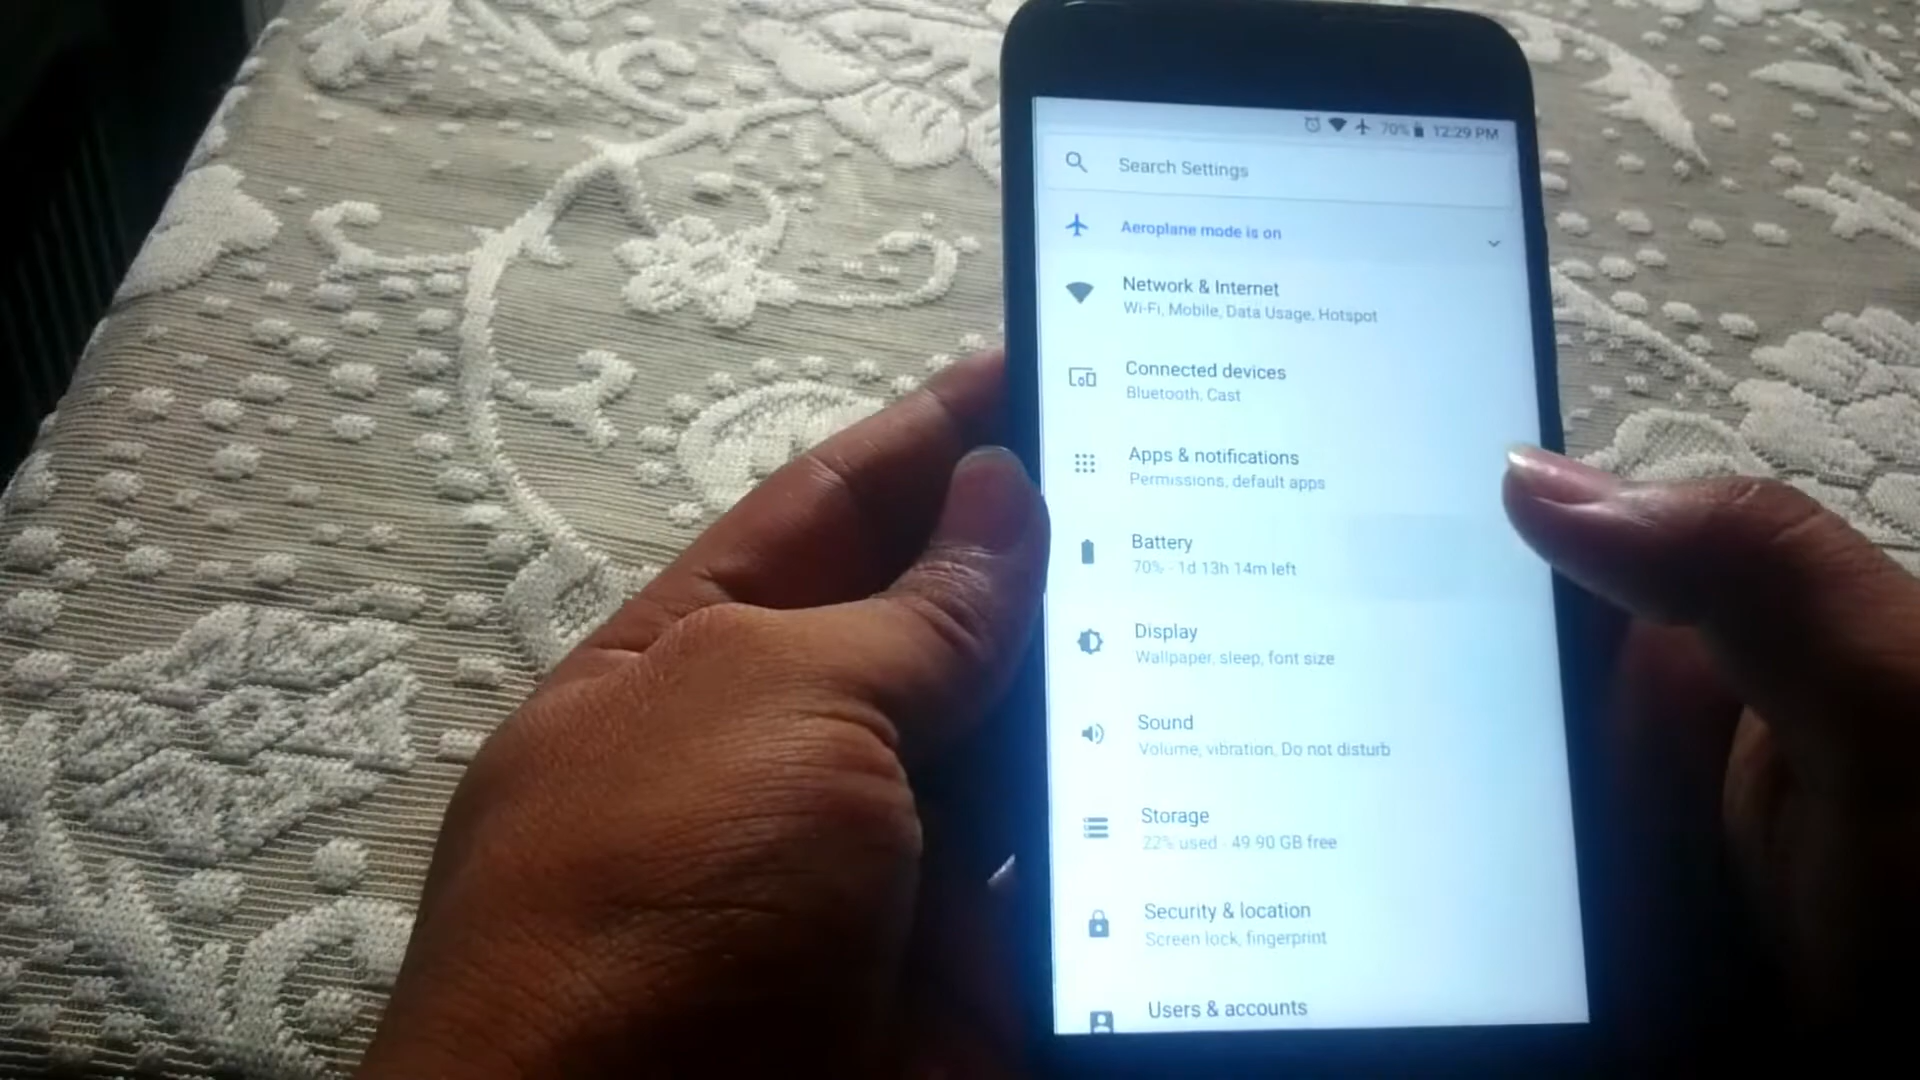 70% 12:29 PM
Search Settings
Aeroplane mode is on
Network & Internet
Wi-Fi, Mobile, Data Usage, Hotspot
Connected devices
Bluetooth, Cast
Apps & notifications
Permissions, default apps
Battery
70% - 1d 13h 14m left
Display
Wallpaper, sleep, font size
Sound
Volume, vibration, Do not disturb
Storage
22% used - 49.90 GB free
Security & location
Screen lock, fingerprint
Users & accounts